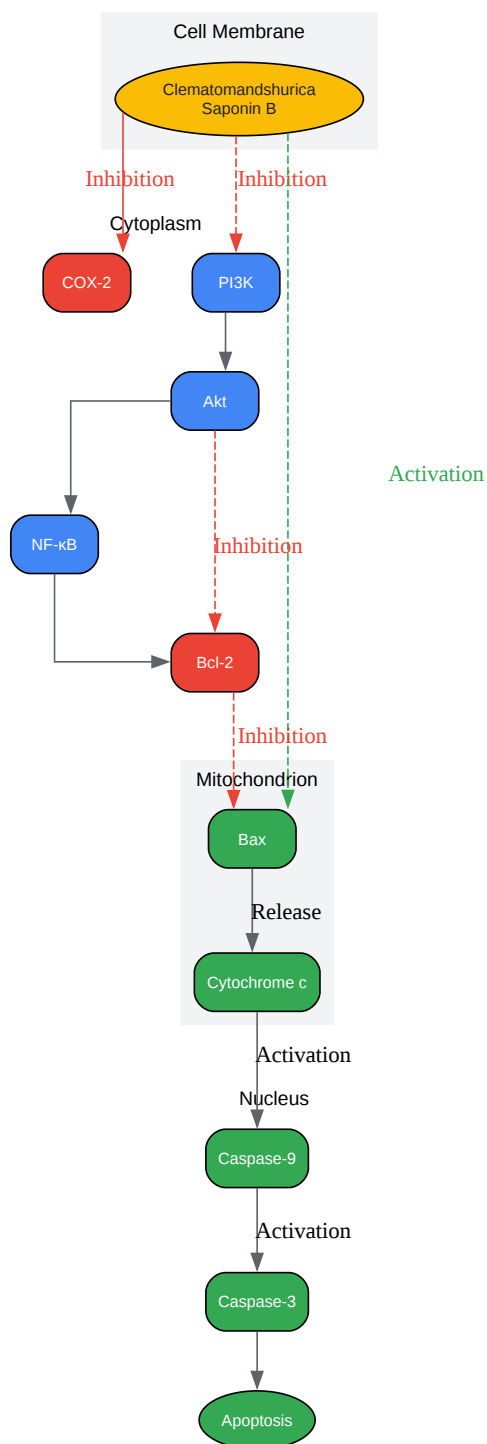 Cell Membrane
Clematomandshurica
Saponin B
Inhibition
Inhibition
Cytoplasm
COX-2
PI3K
Akt
Activation
NF-κB
Inhibition
Bcl-2
Inhibition
Mitochondrion
Bax
Release
Cytochrome c
Activation
Nucleus
Caspase-9
Activation
Caspase-3
Apoptosis